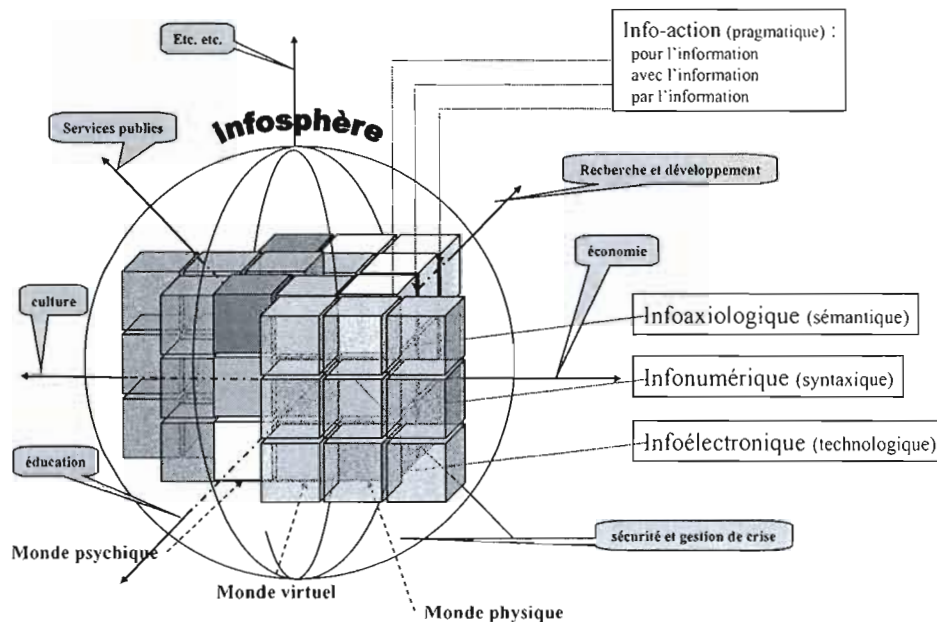 Etc. etc.
Info-action (pragmatique) :
pour l'information
avec l'information
par l'information
Services publics
Infosphère
Recherche et développement
économie
culture
Infoaxiologique (sémantique)
Infonumérique (syntaxique)
Infoélectronique (technologique)
éducation
sécurité et gestion de crise
Monde psychique
Monde virtuel
Monde physique